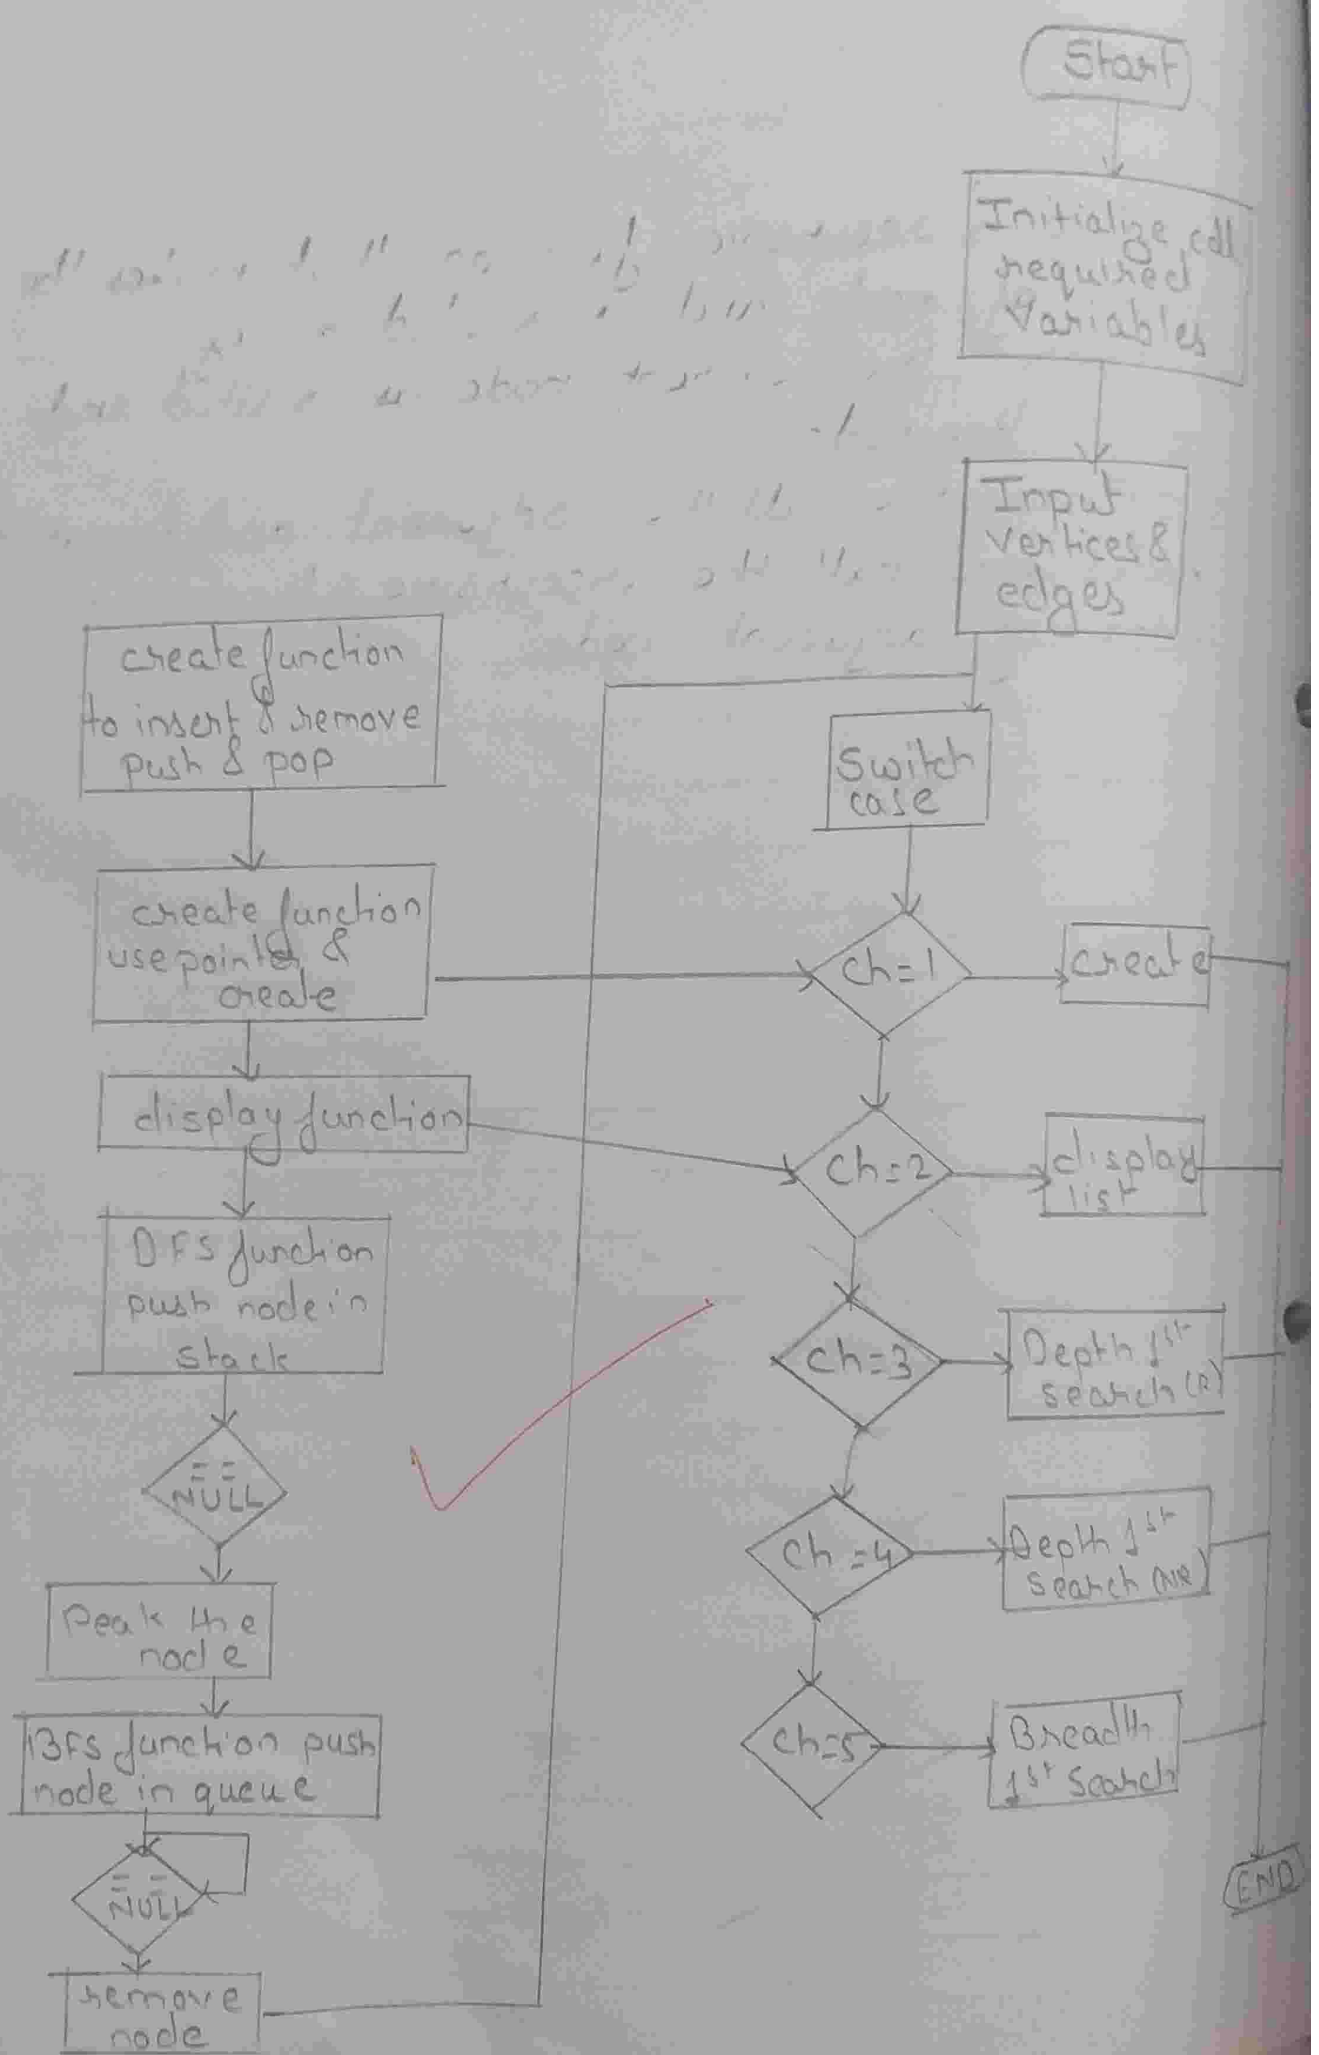 Start
Initialize all
required
Variables
Input
vertices &
edges
Switch
case
Ch=1
create
Ch=2
display
list
Ch=3
Depth 1st
search (R)
Ch=4
Depth 1st
search (NR)
Ch=5
Breadth
1st search
END
create function
to insert & remove
push & pop
create function
use pointer &
create
display function
DFS function
push node in
stack
==
NULL
Peak the
node
BFS function push
node in queue
==
NULL
remove
node